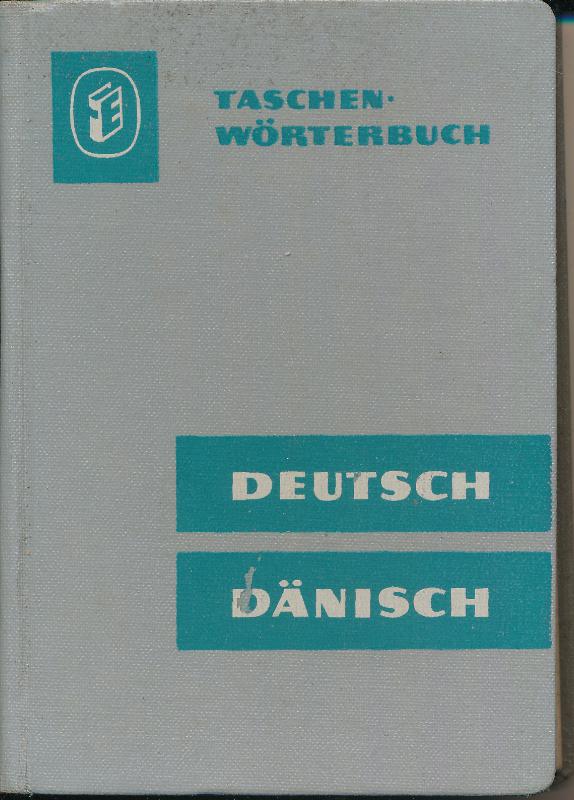 E
TASCHEN-
WÖRTERBUCH
DEUTSCH
DÄNISCH